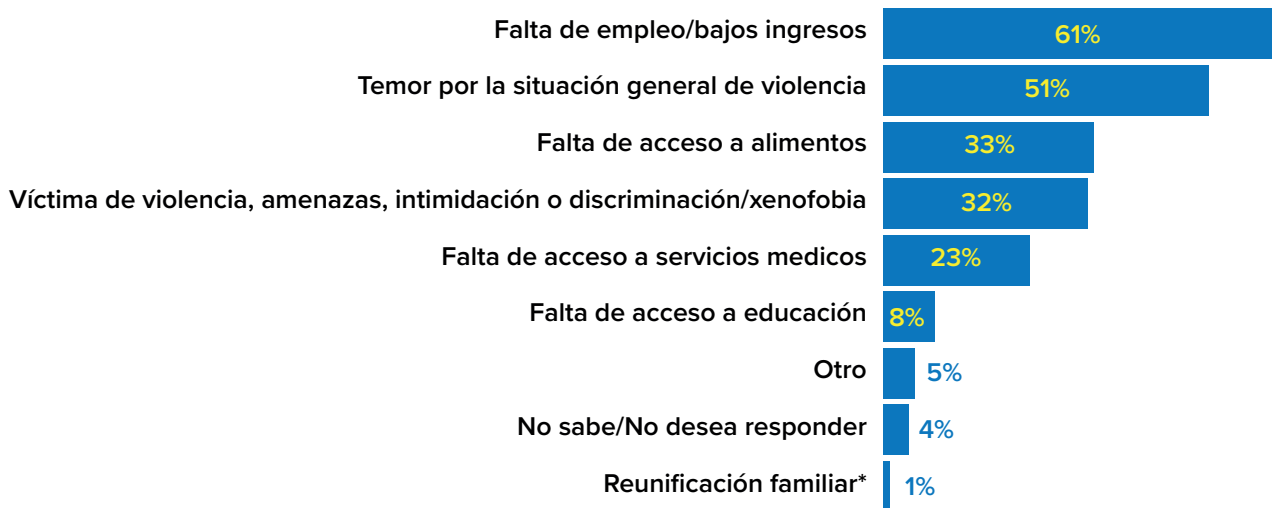 Falta de empleo/bajos ingresos 61%
Temor por la situación general de violencia 51%
Falta de acceso a alimentos 33%
Víctima de violencia, amenazas, intimidación o discriminación/xenofobia 32%
Falta de acceso a servicios medicos 23%
Falta de acceso a educación 8%
Otro 5%
No sabe/No desea responder 4%
Reunificación familiar* 1%